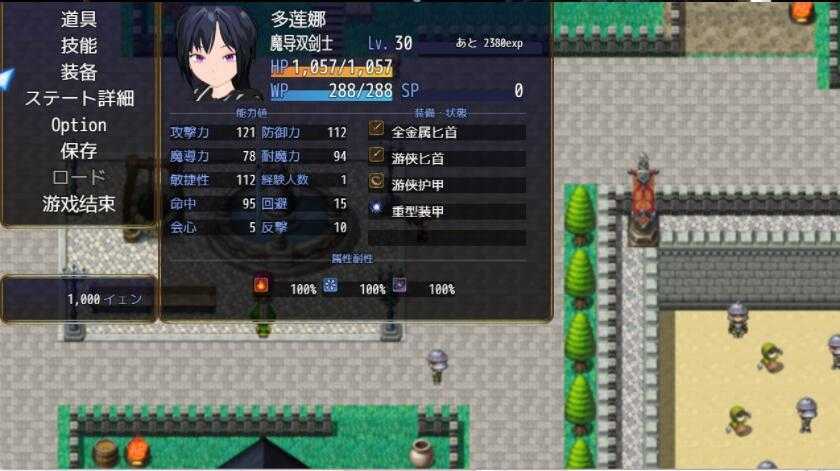 道具
技能
装备
ステート詳細
Option
保存
ロード
游戏结束
1,000 イェン
多莲娜
魔导双剑士 Lv. 30 あと 2380exp
HP 1,057/1,057
WP 288/288 SP 0
能力値 装備・状態
攻撃力 121 防御力 112 全金属匕首
魔導力 78 耐魔力 94 游侠匕首
敏捷性 112 経験人数 1 游侠护甲
命中 95 回避 15 重型装甲
会心 5 反撃 10
属性耐性
100% 100% 100%